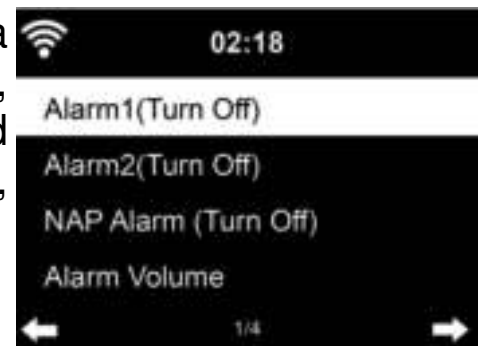 a
02:18
,
Alarm1(Turn Off)
d
Alarm2(Turn Off)
,
NAP Alarm (Turn Off)
Alarm Volume
1/4